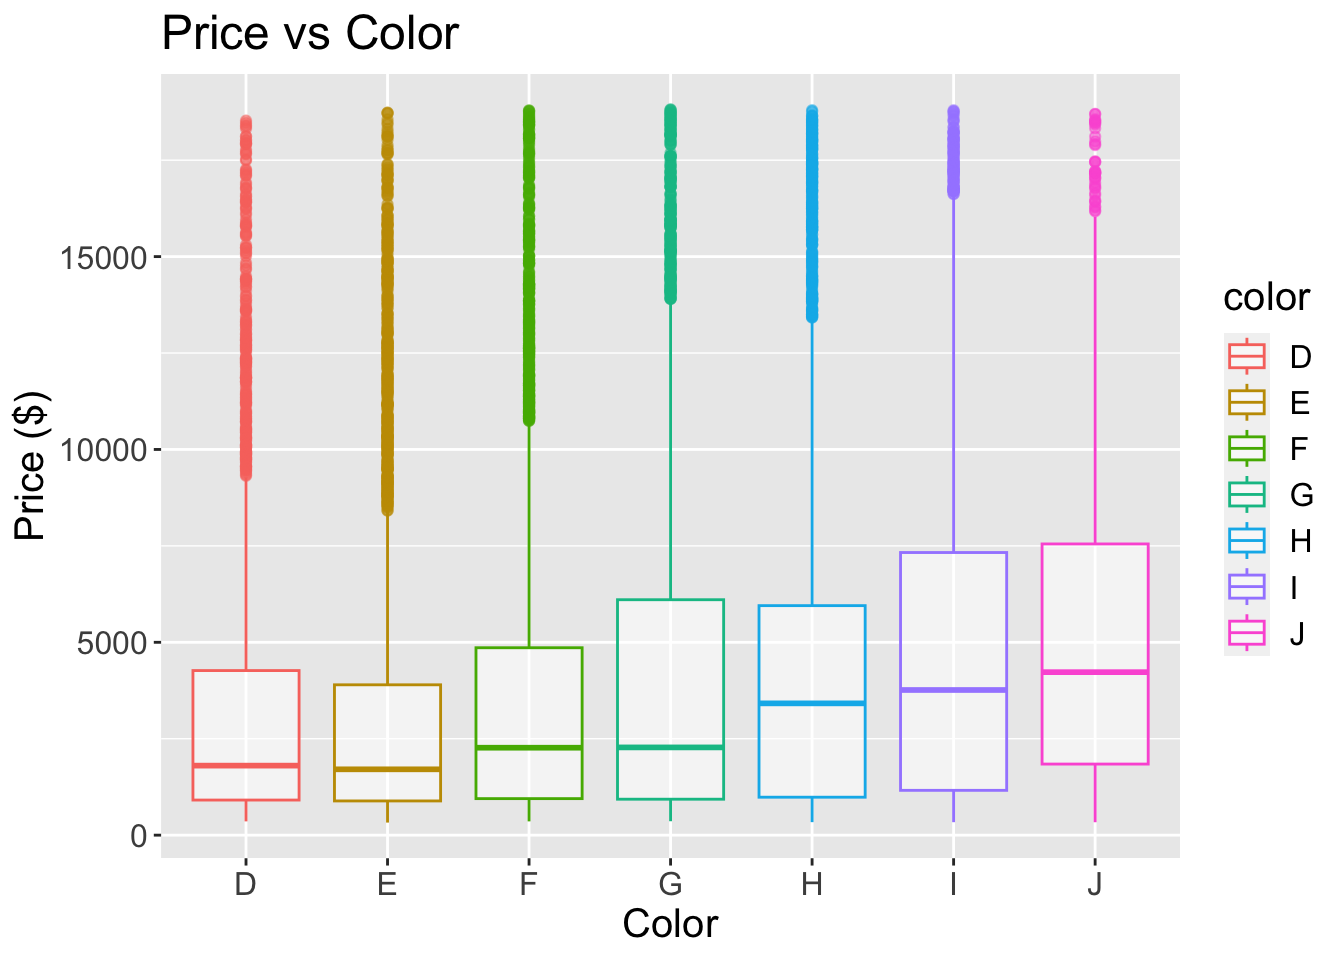 Price vs Color
Price ($)
15000
10000
5000
0
D E F G H I J
Color
color
D
E
F
G
H
I
J